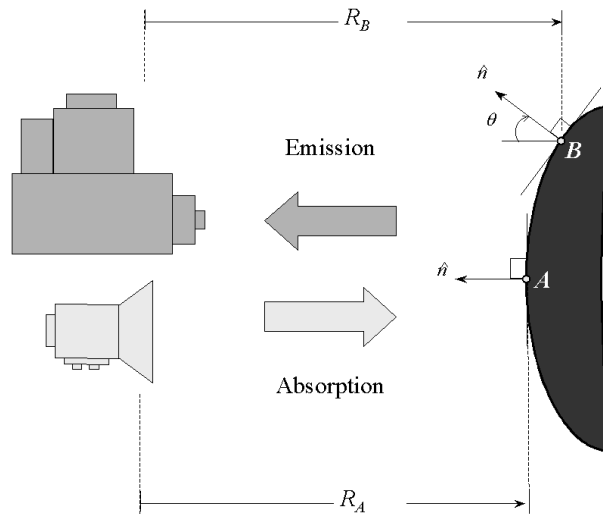 R_B
n̂
θ
B
Emission
n̂
A
Absorption
R_A